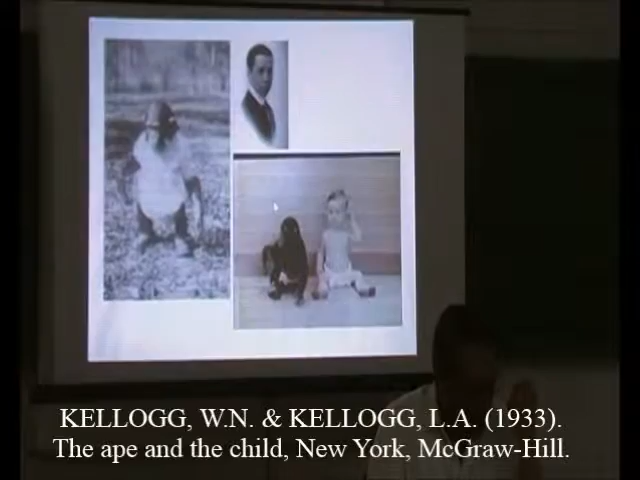 KELLOGG, W.N. & KELLOGG, L.A. (1933).
The ape and the child, New York, McGraw-Hill.